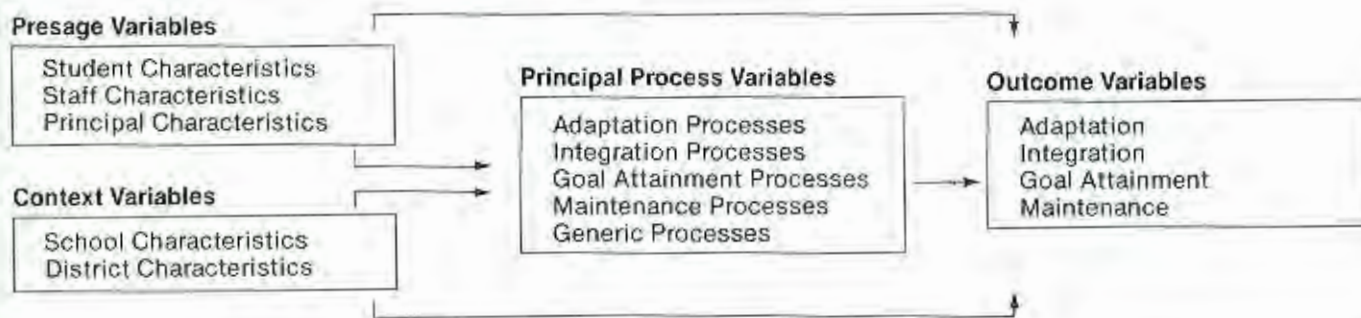 Presage Variables
Student Characteristics
Staff Characteristics
Principal Characteristics
Context Variables
School Characteristics
District Characteristics
Principal Process Variables
Adaptation Processes
Integration Processes
Goal Attainment Processes
Maintenance Processes
Generic Processes
Outcome Variables
Adaptation
Integration
Goal Attainment
Maintenance